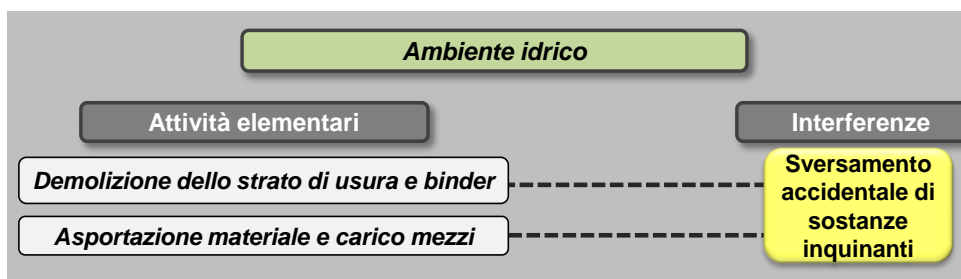 Ambiente idrico
Attività elementari
Interferenze
Demolizione dello strato di usura e binder
Asportazione materiale e carico mezzi
Sversamento
accidentale di
sostanze
inquinanti